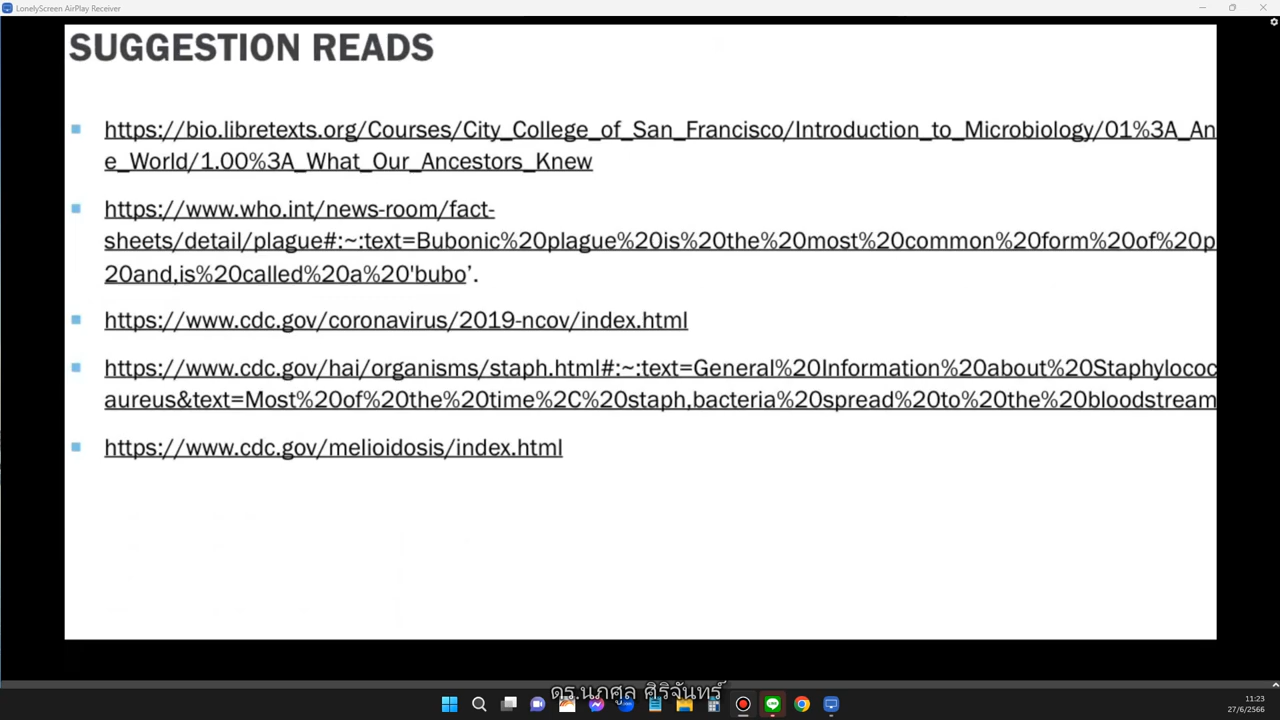 LonelyScreen AirPlay Receiver
SUGGESTION READS
https://bio.libretexts.org/Courses/City_College_of_San_Francisco/Introduction_to_Microbiology/01%3A_An
e_World/1.00%3A_What_Our_Ancestors_Knew
https://www.who.int/news-room/fact-
sheets/detail/plague#:~:text=Bubonic%20plague%20is%20the%20most%20common%20form%20of%20p
20and,is%20called%20a%20'bubo’.
https://www.cdc.gov/coronavirus/2019-ncov/index.html
https://www.cdc.gov/hai/organisms/staph.html#:~:text=General%20Information%20about%20Staphylococ
aureus&text=Most%20of%20the%20time%2C%20staph,bacteria%20spread%20to%20the%20bloodstream
https://www.cdc.gov/melioidosis/index.html
ดร.นภศูล ศิริจันทร์
11:23
27/6/2566